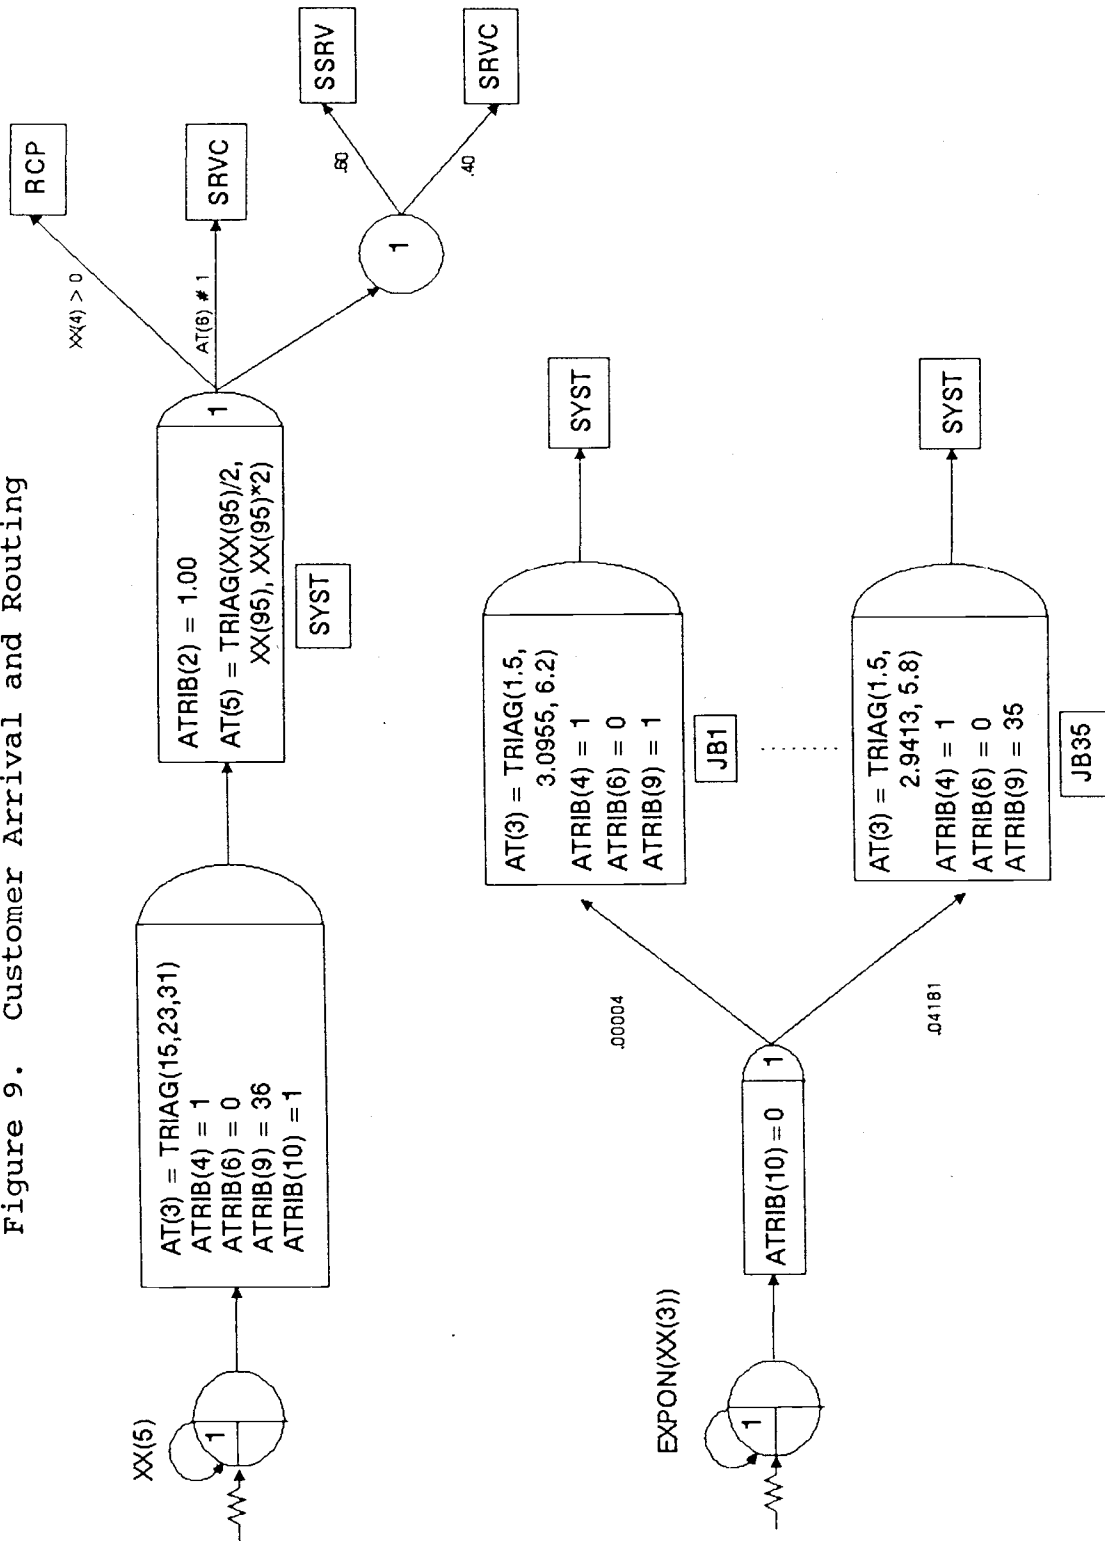 Figure 9. Customer Arrival and Routing
XX(5)
1
AT(3) = TRIAG(15,23,31)
ATRIB(4) = 1
ATRIB(6) = 0
ATRIB(9) = 36
ATRIB(10) = 1
ATRIB(2) = 1.00
AT(5) = TRIAG(XX(95)/2,
XX(95), XX(95)*2)
1
SYST
XX(4) > 0
RCP
AT(6) # 1
SRVC
1
.60
SSRV
.40
SRVC
EXPON(XX(3))
1
ATRIB(10) = 0
1
.00004
AT(3) = TRIAG(1.5,
3.0955, 6.2)
ATRIB(4) = 1
ATRIB(6) = 0
ATRIB(9) = 1
JB1
SYST
.04181
AT(3) = TRIAG(1.5,
2.9413, 5.8)
ATRIB(4) = 1
ATRIB(6) = 0
ATRIB(9) = 35
JB35
SYST